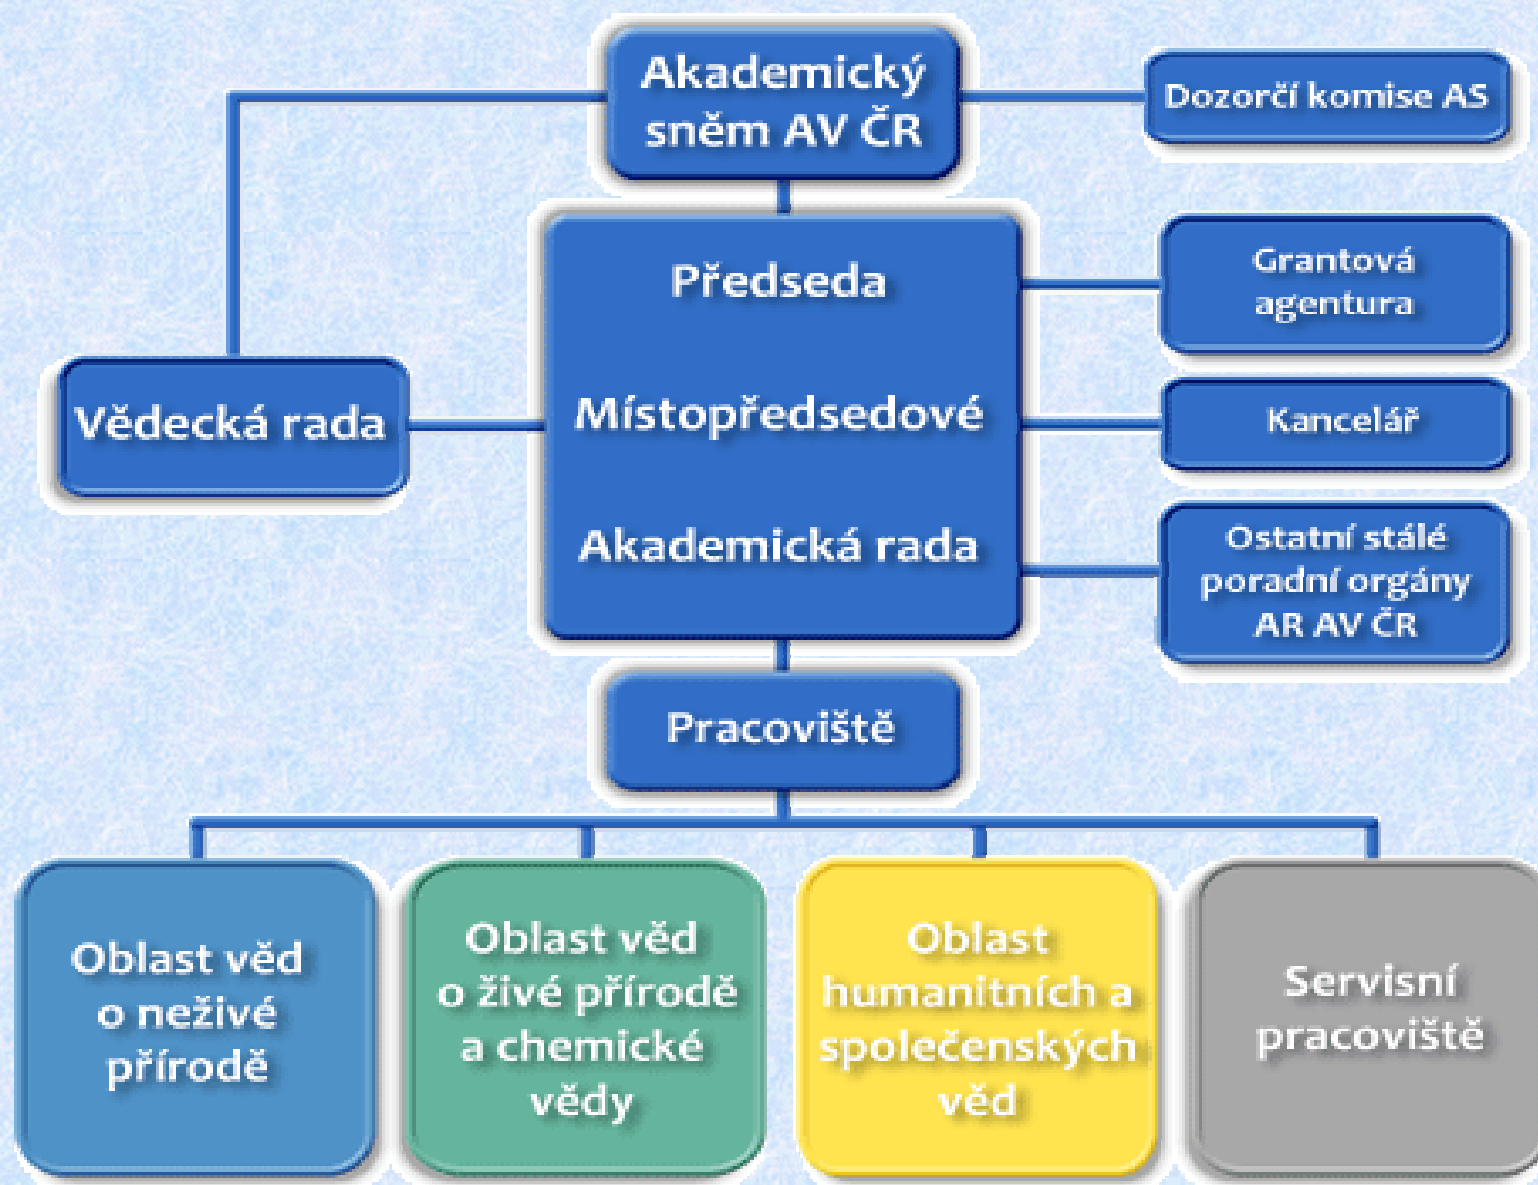 Akademický
sněm AV ČR
Dozorčí komise AS
Předseda
Místopředsedové
Akademická rada
Grantová
agentura
Vědecká rada
Kancelář
Ostatní stálé
poradní orgány
AR AV ČR
Pracoviště
Oblast věd
o neživé
přírodě
Oblast věd
o živé přírodě
a chemické
vědy
Oblast
humanitních a
společenských
věd
Servisní
pracoviště